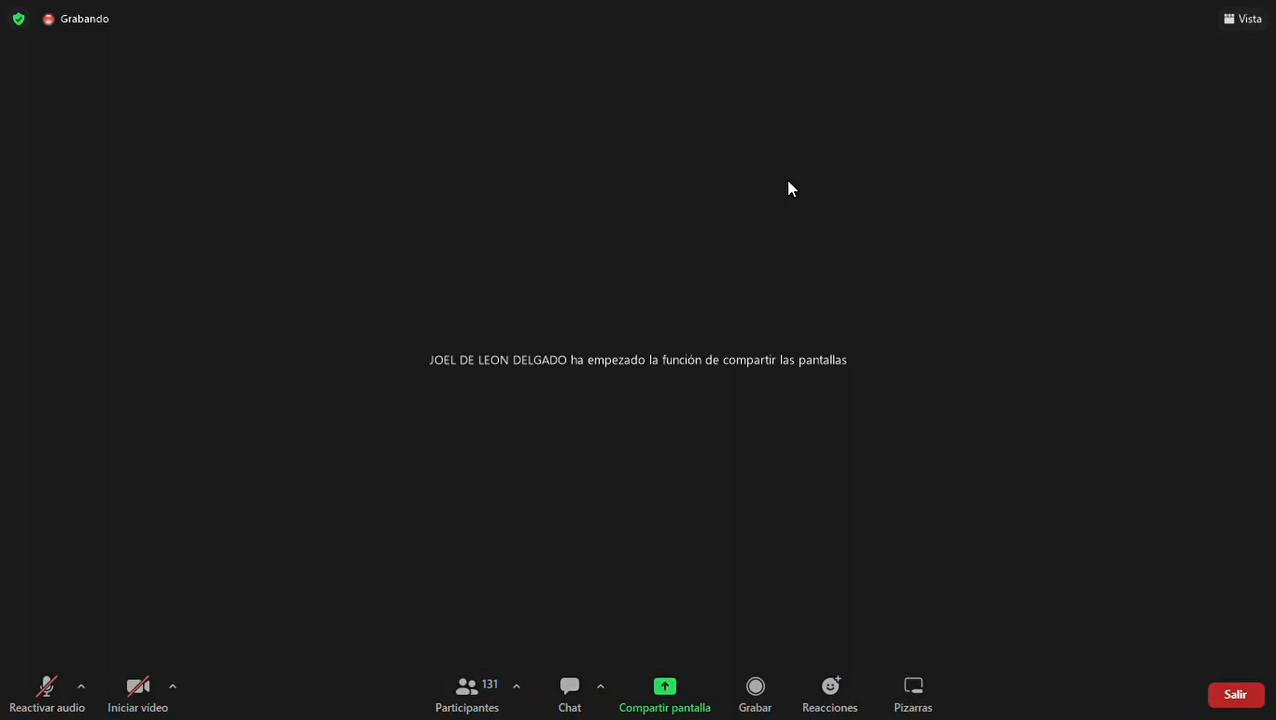 Grabando
Vista
JOEL DE LEON DELGADO ha empezado la función de compartir las pantallas
131
Reactivar audio
Iniciar vídeo
Participantes
Chat
Compartir pantalla
Grabar
Reacciones
Pizarras
Salir